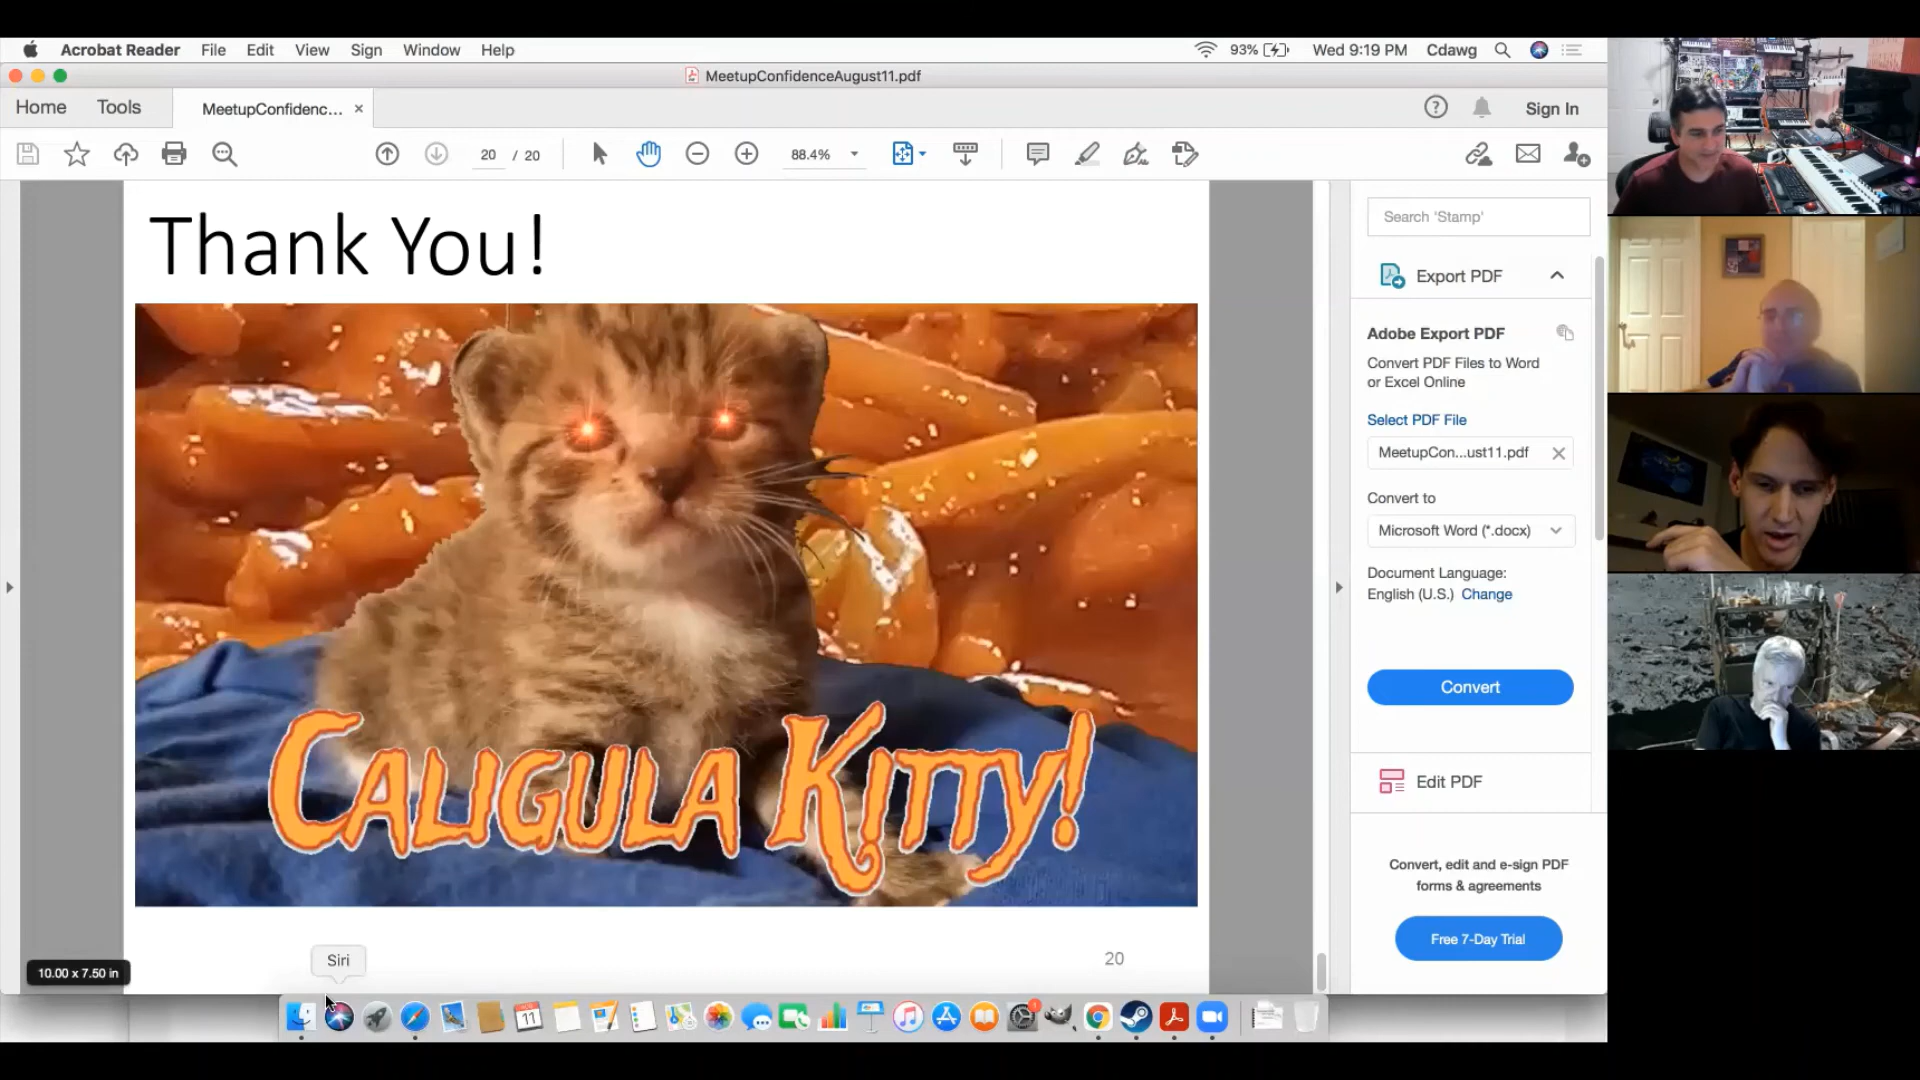 Acrobat Reader File Edit View Sign Window Help 93% Wed 9:19 PM Cdawg
MeetupConfidenceAugust11.pdf
Home Tools MeetupConfidenc... × ? Sign In
20 / 20 88.4%
Thank You!
CALIGULA KITTY!
20
10.00 x 7.50 in
Siri
11
Search 'Stamp'
Export PDF
Adobe Export PDF
Convert PDF Files to Word
or Excel Online
Select PDF File
MeetupCon...ust11.pdf
Convert to
Microsoft Word (*.docx)
Document Language:
English (U.S.) Change
Convert
Edit PDF
Convert, edit and e-sign PDF
forms & agreements
Free 7-Day Trial